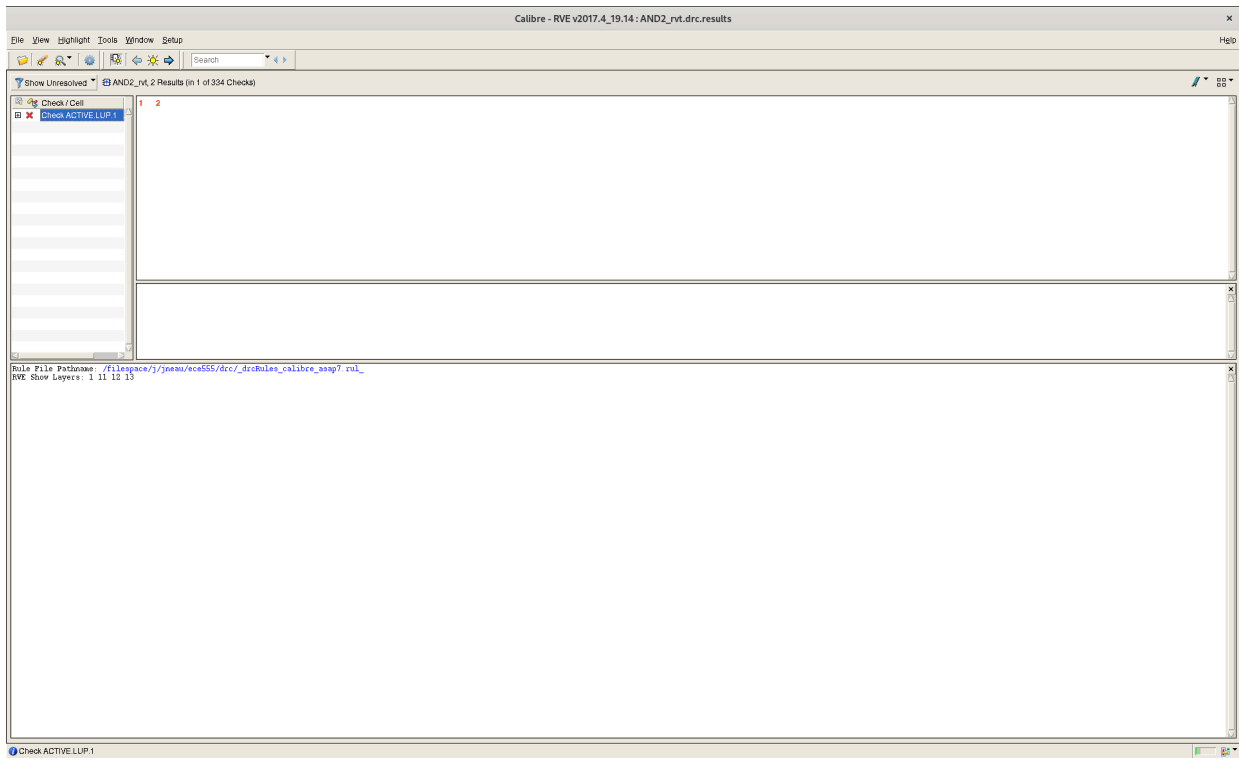 Calibre - RVE v2017.4_19.14 : AND2_rvt.drc.results
File View Highlight Tools Window Setup Help
Search
Show Unresolved AND2_rvt, 2 Results (in 1 of 334 Checks)
Check / Cell
Check ACTIVE.LUP.1
1 2
Rule File Pathname: /filespace/j/jneau/ece555/drc/_drcRules_calibre_asap7.rul_
RVE Show Layers: 1 11 12 13
Check ACTIVE.LUP.1